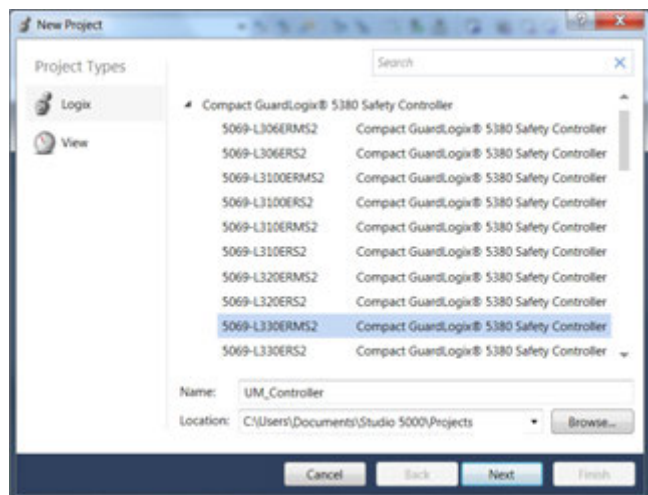 New Project
Project Types
Search
Logix
View
Compact GuardLogix® 5380 Safety Controller
5069-L306ERMS2 Compact GuardLogix® 5380 Safety Controller
5069-L306ERS2 Compact GuardLogix® 5380 Safety Controller
5069-L3100ERMS2 Compact GuardLogix® 5380 Safety Controller
5069-L3100ERS2 Compact GuardLogix® 5380 Safety Controller
5069-L310ERMS2 Compact GuardLogix® 5380 Safety Controller
5069-L310ERS2 Compact GuardLogix® 5380 Safety Controller
5069-L320ERMS2 Compact GuardLogix® 5380 Safety Controller
5069-L320ERS2 Compact GuardLogix® 5380 Safety Controller
5069-L330ERMS2 Compact GuardLogix® 5380 Safety Controller
5069-L330ERS2 Compact GuardLogix® 5380 Safety Controller
Name: UM_Controller
Location: C:\Users\Documents\Studio 5000\Projects Browse...
Cancel Back Next Finish